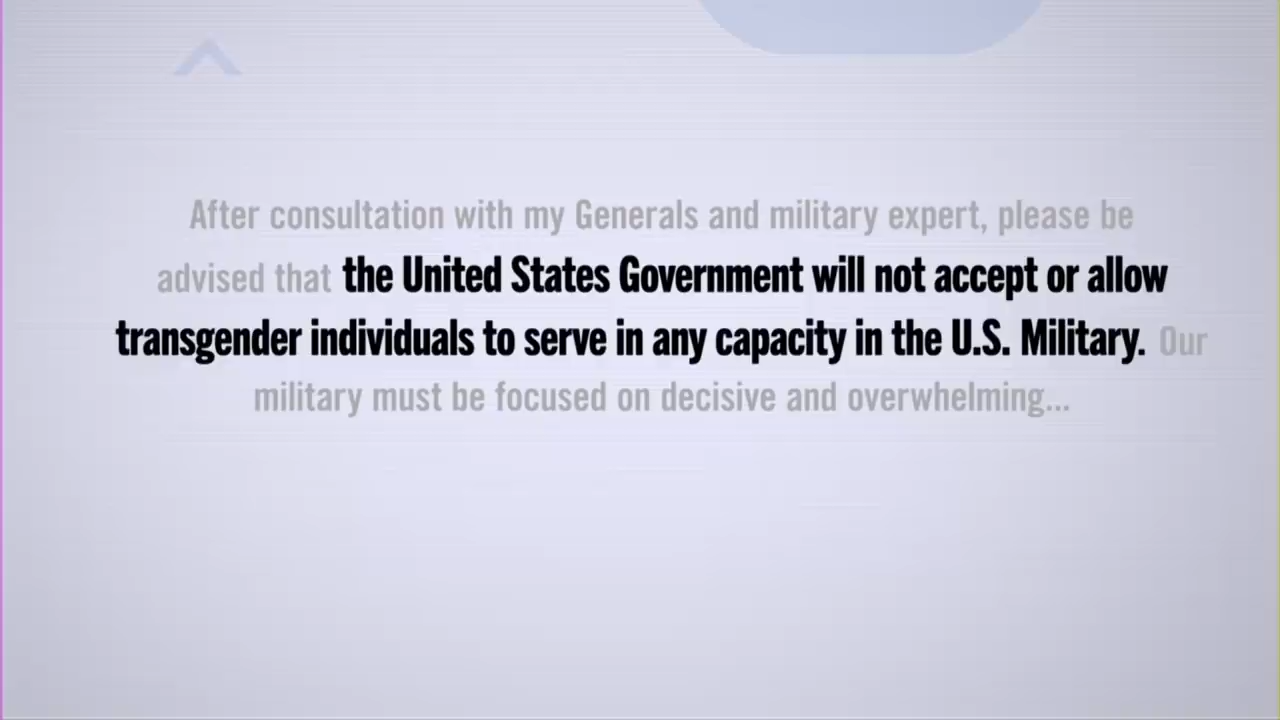 After consultation with my Generals and military expert, please be
advised that the United States Government will not accept or allow
transgender individuals to serve in any capacity in the U.S. Military. Our
military must be focused on decisive and overwhelming...